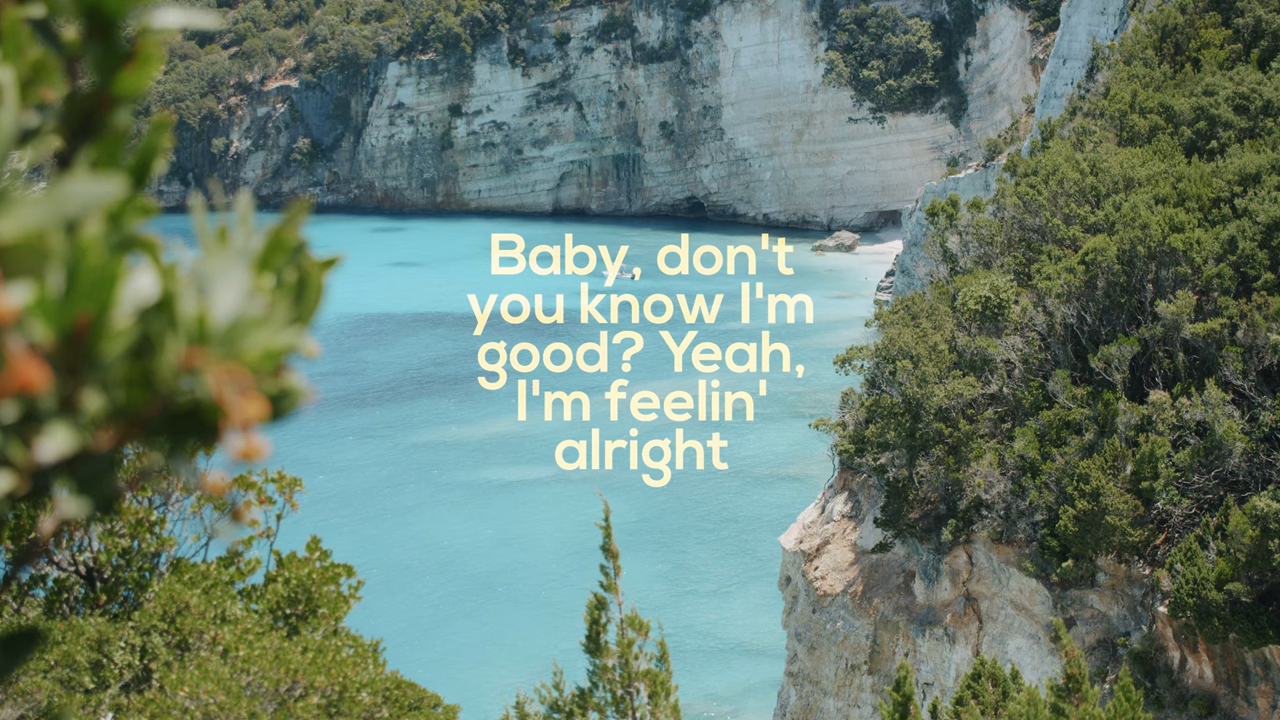 Baby, don't
you know I'm
good? Yeah,
I'm feelin'
alright